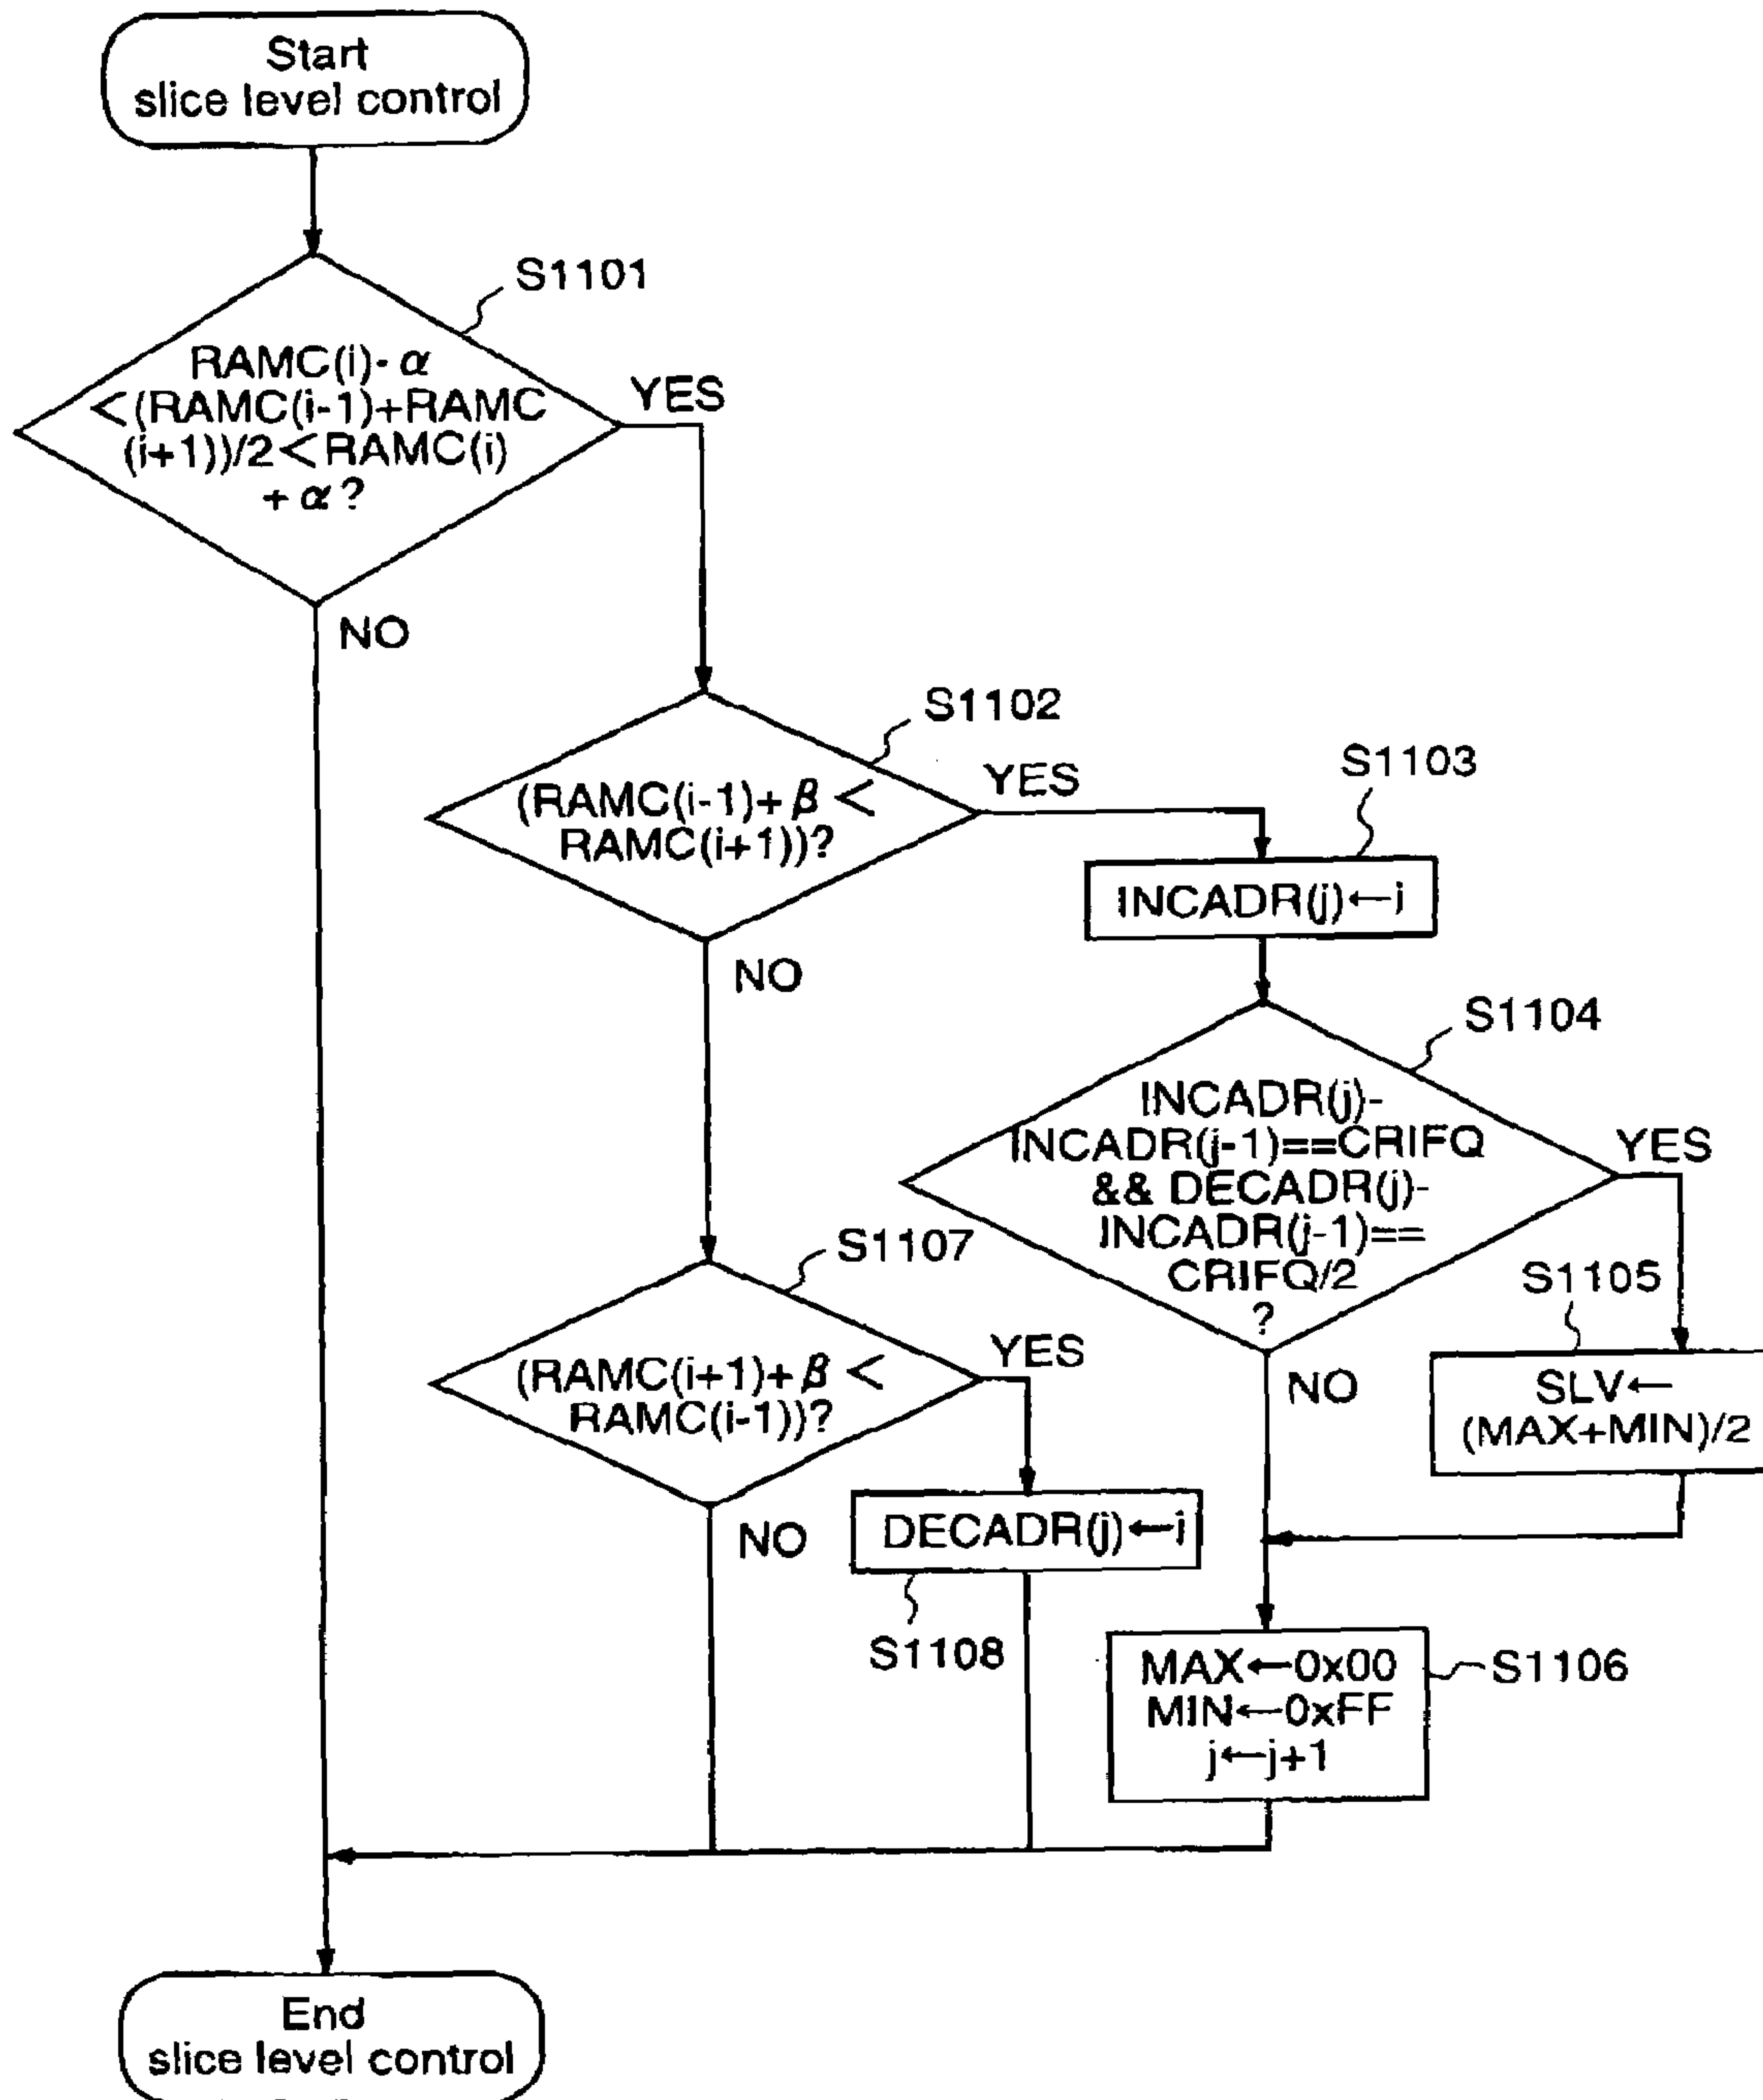 Start
slice level control
S1101
RAMC(i)-α
<(RAMC(i-1)+RAMC
(i+1))/2<RAMC(i)
+α?
YES
NO
S1102
(RAMC(i-1)+β<
RAMC(i+1))?
YES
NO
S1103
INCADR(j)←i
S1104
INCADR(j)-
INCADR(j-1)==CRIFQ
&& DECADR(j)-
INCADR(j-1)==
CRIFQ/2
?
YES
NO
S1105
SLV←
(MAX+MIN)/2
S1107
(RAMC(i+1)+β<
RAMC(i-1))?
YES
NO
DECADR(j)←i
S1108
MAX←0x00
MIN←0xFF
j←j+1
S1106
End
slice level control